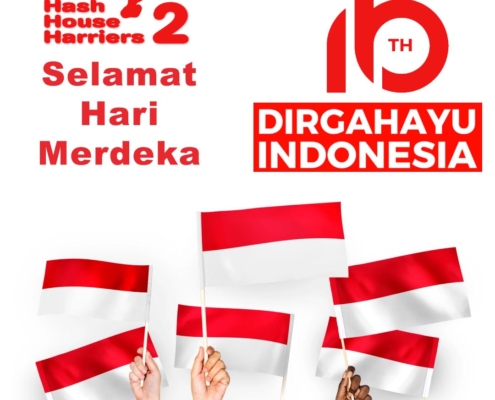 Hash
House
Harriers 2
Selamat
Hari
Merdeka
TH
DIRGAHAYU
INDONESIA